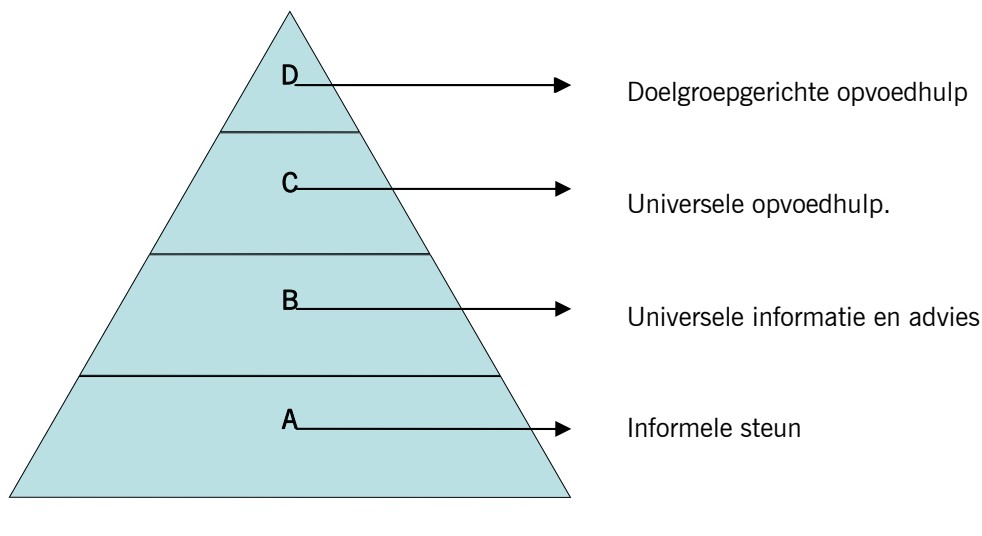 D
Doelgroepgerichte opvoedhulp
C
Universele opvoedhulp.
B
Universele informatie en advies
A
Informele steun